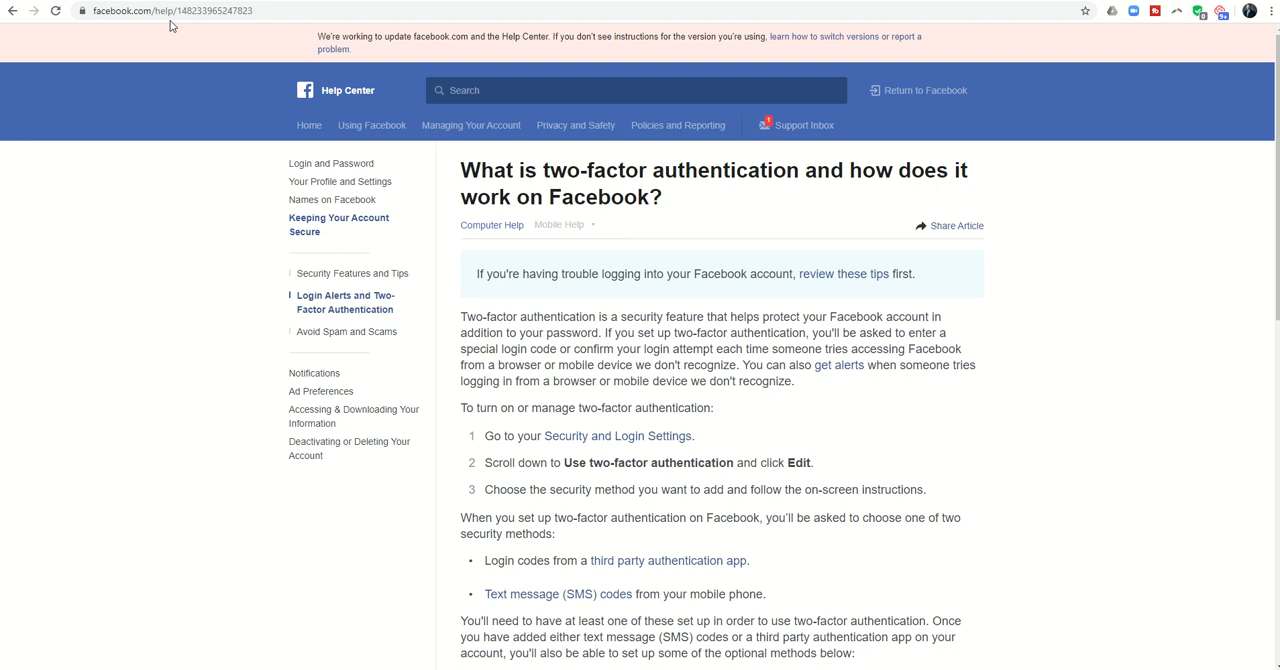 facebook.com/help/148233965247823
8
9+
We're working to update facebook.com and the Help Center. If you don't see instructions for the version you're using, learn how to switch versions or report a
problem.
Help Center
Search
Return to Facebook
Home
Using Facebook
Managing Your Account
Privacy and Safety
Policies and Reporting
1
Support Inbox
Login and Password
Your Profile and Settings
Names on Facebook
Keeping Your Account
Secure
Security Features and Tips
Login Alerts and Two-
Factor Authentication
Avoid Spam and Scams
Notifications
Ad Preferences
Accessing & Downloading Your
Information
Deactivating or Deleting Your
Account
What is two-factor authentication and how does it
work on Facebook?
Computer Help
Mobile Help
Share Article
If you're having trouble logging into your Facebook account, review these tips first.
Two-factor authentication is a security feature that helps protect your Facebook account in
addition to your password. If you set up two-factor authentication, you'll be asked to enter a
special login code or confirm your login attempt each time someone tries accessing Facebook
from a browser or mobile device we don't recognize. You can also get alerts when someone tries
logging in from a browser or mobile device we don't recognize.
To turn on or manage two-factor authentication:
1 Go to your Security and Login Settings.
2 Scroll down to Use two-factor authentication and click Edit.
3 Choose the security method you want to add and follow the on-screen instructions.
When you set up two-factor authentication on Facebook, you'll be asked to choose one of two
security methods:
• Login codes from a third party authentication app.
• Text message (SMS) codes from your mobile phone.
You'll need to have at least one of these set up in order to use two-factor authentication. Once
you have added either text message (SMS) codes or a third party authentication app on your
account, you'll also be able to set up some of the optional methods below: